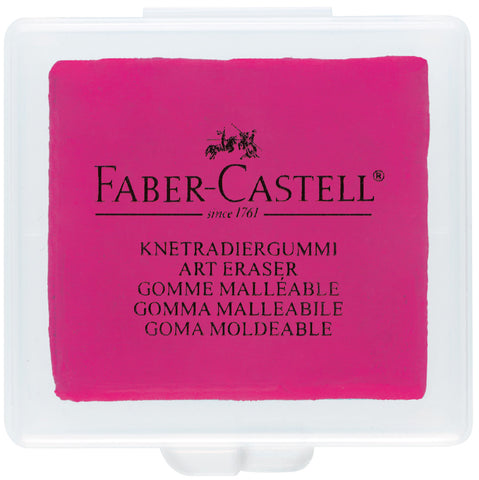 FABER-CASTELL®
since 1761
KNETRADIERGUMMI
ART ERASER
GOMME MALLÉABLE
GOMMA MALLEABILE
GOMA MOLDEABLE